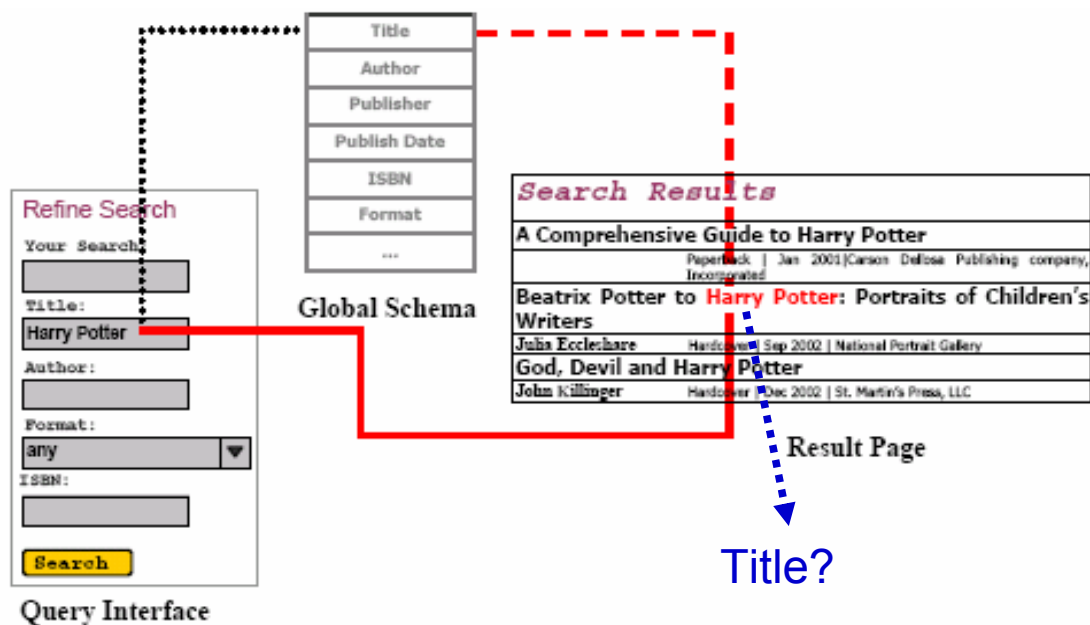 Title
Author
Publisher
Publish Date
ISBN
Format
...
Global Schema
Refine Search
Your Search:
Title:
Harry Potter
Author:
Format:
any
ISBN:
Search
Query Interface
Search Results
A Comprehensive Guide to Harry Potter
Paperback | Jan 2001|Carson Dellosa Publishing company,
Incorporated
Beatrix Potter to Harry Potter: Portraits of Children's
Writers
Julia Eccleshare Hardcover | Sep 2002 | National Portrait Gallery
God, Devil and Harry Potter
John Killinger Hardcover | Dec 2002 | St. Martin's Press, LLC
Result Page
Title?